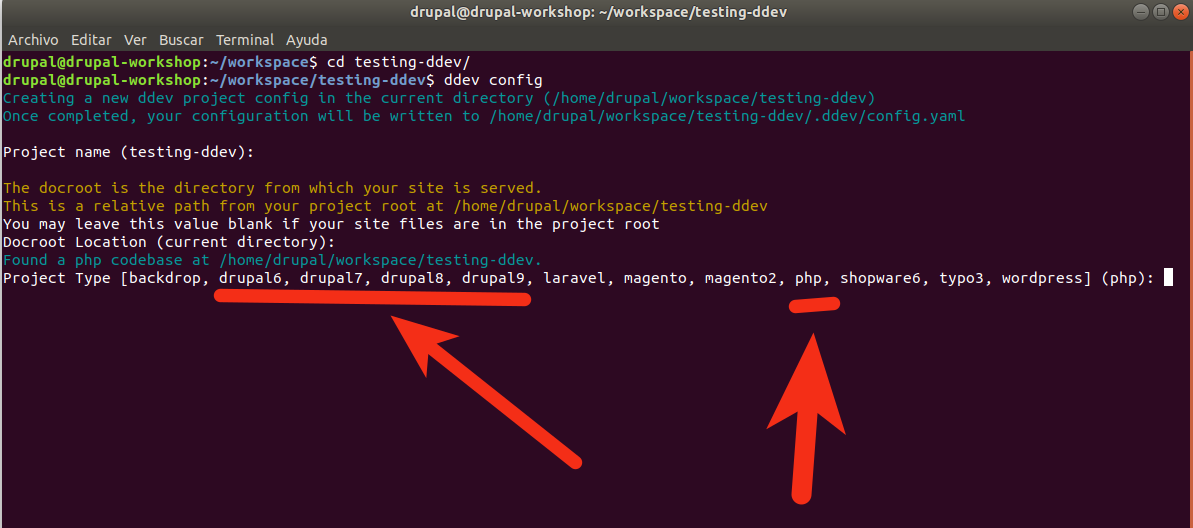 drupal@drupal-workshop: ~/workspace/testing-ddev
Archivo Editar Ver Buscar Terminal Ayuda
drupal@drupal-workshop:~/workspace$ cd testing-ddev/
drupal@drupal-workshop:~/workspace/testing-ddev$ ddev config
Creating a new ddev project config in the current directory (/home/drupal/workspace/testing-ddev)
Once completed, your configuration will be written to /home/drupal/workspace/testing-ddev/.ddev/config.yaml
Project name (testing-ddev):
The docroot is the directory from which your site is served.
This is a relative path from your project root at /home/drupal/workspace/testing-ddev
You may leave this value blank if your site files are in the project root
Docroot Location (current directory):
Found a php codebase at /home/drupal/workspace/testing-ddev.
Project Type [backdrop, drupal6, drupal7, drupal8, drupal9, laravel, magento, magento2, php, shopware6, typo3, wordpress] (php):